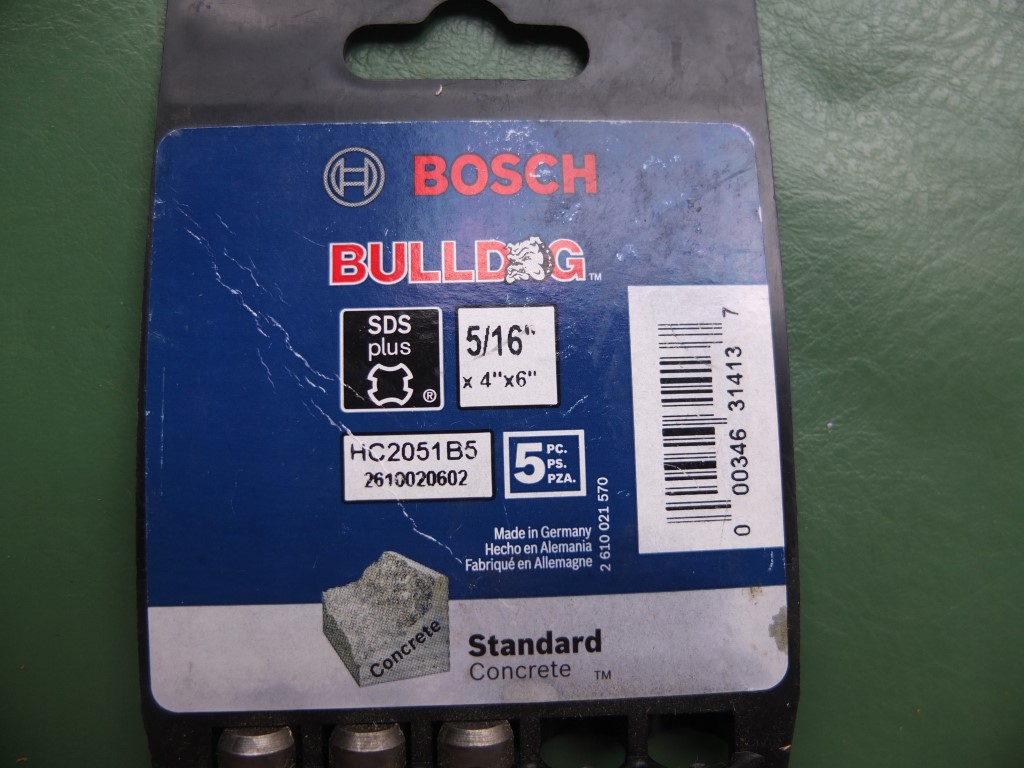 BOSCH
BULLDOG™
SDS
plus
®
5/16"
x 4"x6"
HC2051B5
2610020602
5 PC.
PS.
PZA.
Made in Germany
Hecho en Alemania
Fabriqué en Allemagne
2 610 021 570
0 00346 31413 7
Concrete
Standard
Concrete ™